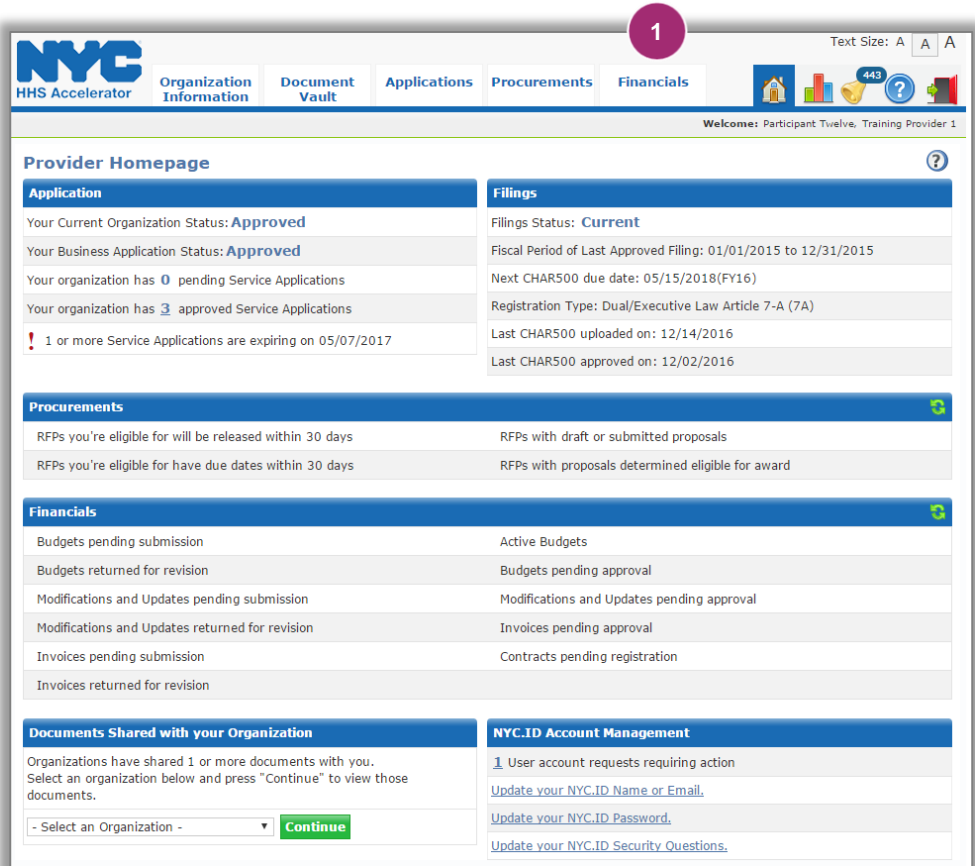 1
Text Size: A A A
NYC
HHS Accelerator
Organization Information
Document Vault
Applications
Procurements
Financials
443
?
Welcome: Participant Twelve, Training Provider 1
Provider Homepage
?
Application
Your Current Organization Status: Approved
Your Business Application Status: Approved
Your organization has 0 pending Service Applications
Your organization has 3 approved Service Applications
! 1 or more Service Applications are expiring on 05/07/2017
Filings
Filings Status: Current
Fiscal Period of Last Approved Filing: 01/01/2015 to 12/31/2015
Next CHAR500 due date: 05/15/2018(FY16)
Registration Type: Dual/Executive Law Article 7-A (7A)
Last CHAR500 uploaded on: 12/14/2016
Last CHAR500 approved on: 12/02/2016
Procurements
RFPs you're eligible for will be released within 30 days
RFPs you're eligible for have due dates within 30 days
RFPs with draft or submitted proposals
RFPs with proposals determined eligible for award
Financials
Budgets pending submission
Budgets returned for revision
Modifications and Updates pending submission
Modifications and Updates returned for revision
Invoices pending submission
Invoices returned for revision
Active Budgets
Budgets pending approval
Modifications and Updates pending approval
Invoices pending approval
Contracts pending registration
Documents Shared with your Organization
Organizations have shared 1 or more documents with you.
Select an organization below and press "Continue" to view those
documents.
- Select an Organization -
Continue
NYC.ID Account Management
1 User account requests requiring action
Update your NYC.ID Name or Email.
Update your NYC.ID Password.
Update your NYC.ID Security Questions.